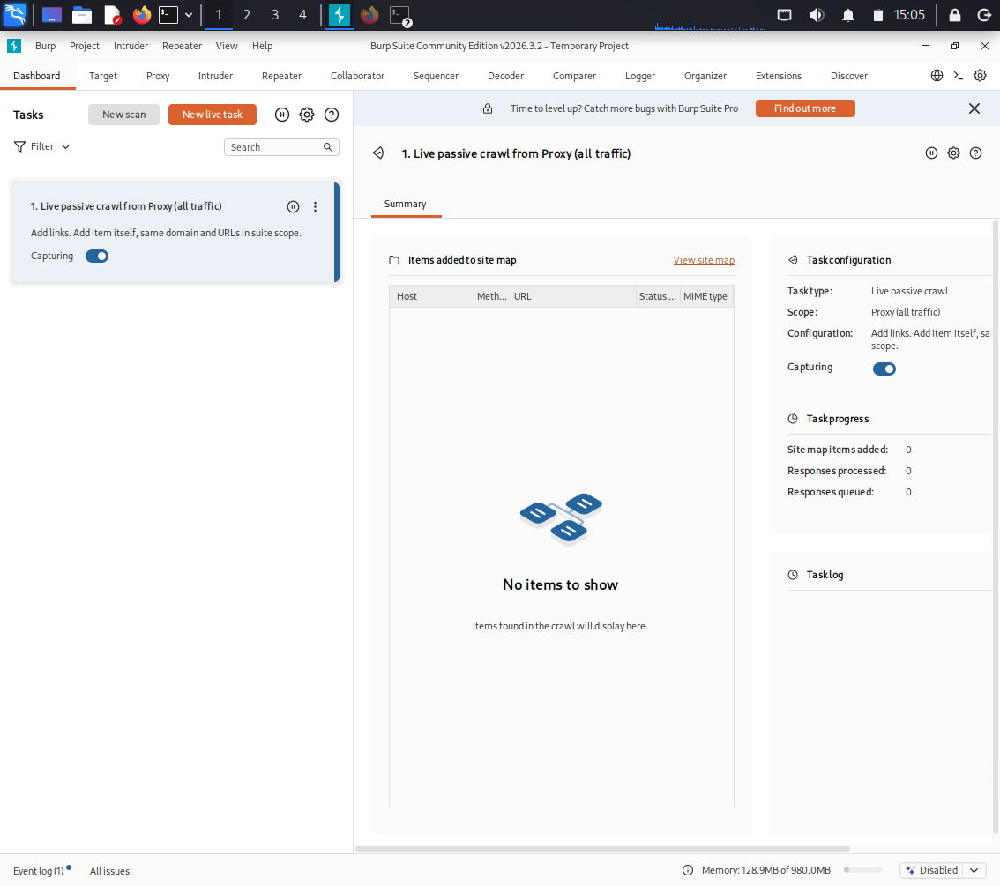 1 2 3 4 2 15:05
Burp Project Intruder Repeater View Help Burp Suite Community Edition v2026.3.2 - Temporary Project
Dashboard Target Proxy Intruder Repeater Collaborator Sequencer Decoder Comparer Logger Organizer Extensions Discover
Tasks New scan New live task
Time to level up? Catch more bugs with Burp Suite Pro Find out more
Filter Search
1. Live passive crawl from Proxy (all traffic)
Add links. Add item itself, same domain and URLs in suite scope.
Capturing
1. Live passive crawl from Proxy (all traffic)
Summary
Items added to site map View site map
Host Meth... URL Status ... MIME type
No items to show
Items found in the crawl will display here.
Task configuration
Task type: Live passive crawl
Scope: Proxy (all traffic)
Configuration: Add links. Add item itself, sa
scope.
Capturing
Task progress
Site map items added: 0
Responses processed: 0
Responses queued: 0
Task log
Event log (1) All issues Memory: 128.9MB of 980.0MB Disabled